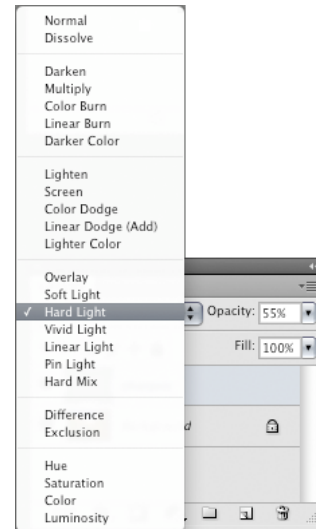 Normal
Dissolve
Darken
Multiply
Color Burn
Linear Burn
Darker Color
Lighten
Screen
Color Dodge
Linear Dodge (Add)
Lighter Color
Overlay
Soft Light
✓ Hard Light
Opacity: 55%
Vivid Light
Linear Light
Fill: 100%
Pin Light
Hard Mix
Difference
Exclusion
d
Hue
Saturation
Color
Luminosity